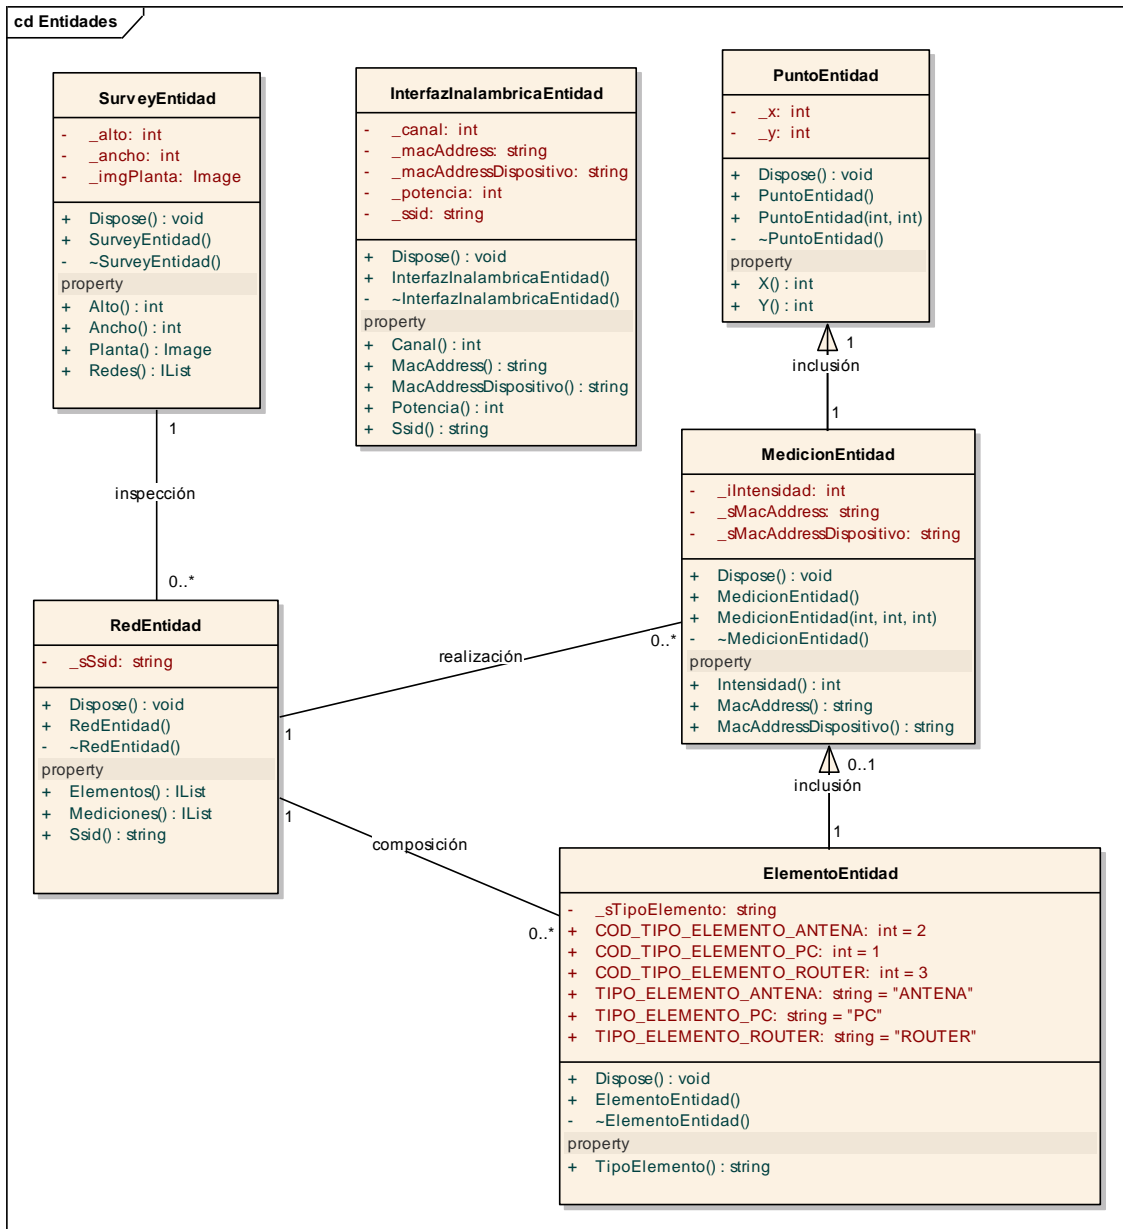 cd Entidades
SurveyEntidad
- _alto: int
- _ancho: int
- _imgPlanta: Image
+ Dispose() : void
+ SurveyEntidad()
- ~SurveyEntidad()
property
+ Alto() : int
+ Ancho() : int
+ Planta() : Image
+ Redes() : IList
InterfazInalambricaEntidad
- _canal: int
- _macAddress: string
- _macAddressDispositivo: string
- _potencia: int
- _ssid: string
+ Dispose() : void
+ InterfazInalambricaEntidad()
- ~InterfazInalambricaEntidad()
property
+ Canal() : int
+ MacAddress() : string
+ MacAddressDispositivo() : string
+ Potencia() : int
+ Ssid() : string
PuntoEntidad
- _x: int
- _y: int
+ Dispose() : void
+ PuntoEntidad()
+ PuntoEntidad(int, int)
- ~PuntoEntidad()
property
+ X() : int
+ Y() : int
1
inclusión
1
1
inspección
0..*
MedicionEntidad
- _iIntensidad: int
- _sMacAddress: string
- _sMacAddressDispositivo: string
+ Dispose() : void
+ MedicionEntidad()
+ MedicionEntidad(int, int, int)
- ~MedicionEntidad()
property
+ Intensidad() : int
+ MacAddress() : string
+ MacAddressDispositivo() : string
RedEntidad
- _sSsid: string
+ Dispose() : void
+ RedEntidad()
- ~RedEntidad()
property
+ Elementos() : IList
+ Mediciones() : IList
+ Ssid() : string
0..*
realización
1
0..1
inclusión
1
1
composición
0..*
ElementoEntidad
- _sTipoElemento: string
+ COD_TIPO_ELEMENTO_ANTENA: int = 2
+ COD_TIPO_ELEMENTO_PC: int = 1
+ COD_TIPO_ELEMENTO_ROUTER: int = 3
+ TIPO_ELEMENTO_ANTENA: string = "ANTENA"
+ TIPO_ELEMENTO_PC: string = "PC"
+ TIPO_ELEMENTO_ROUTER: string = "ROUTER"
+ Dispose() : void
+ ElementoEntidad()
- ~ElementoEntidad()
property
+ TipoElemento() : string